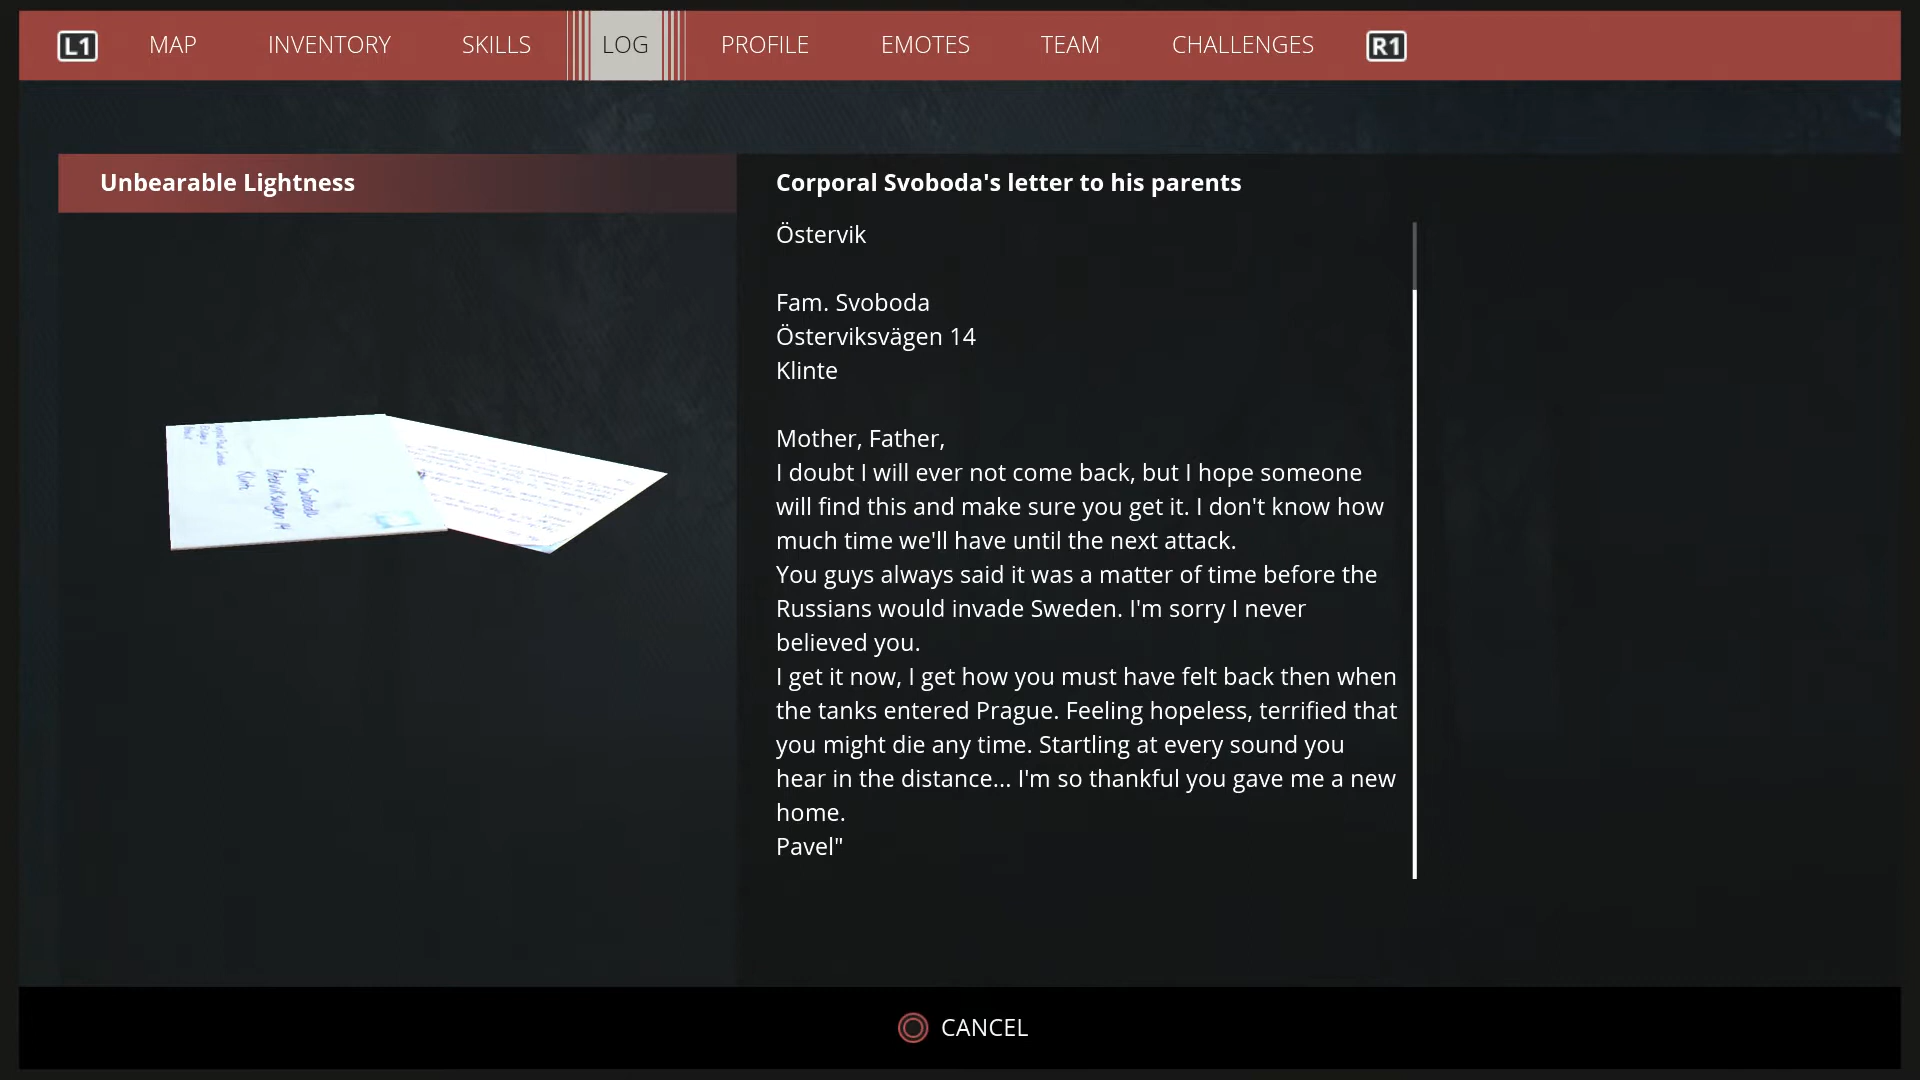 L1 MAP INVENTORY SKILLS LOG PROFILE EMOTES TEAM CHALLENGES R1
Unbearable Lightness
Corporal Svoboda's letter to his parents
Östervik
Fam. Svoboda
Österviksvägen 14
Klinte
Mother, Father,
I doubt I will ever not come back, but I hope someone
will find this and make sure you get it. I don't know how
much time we'll have until the next attack.
You guys always said it was a matter of time before the
Russians would invade Sweden. I'm sorry I never
believed you.
I get it now, I get how you must have felt back then when
the tanks entered Prague. Feeling hopeless, terrified that
you might die any time. Startling at every sound you
hear in the distance... I'm so thankful you gave me a new
home.
Pavel"
Fam. Svoboda
Klinte
CANCEL